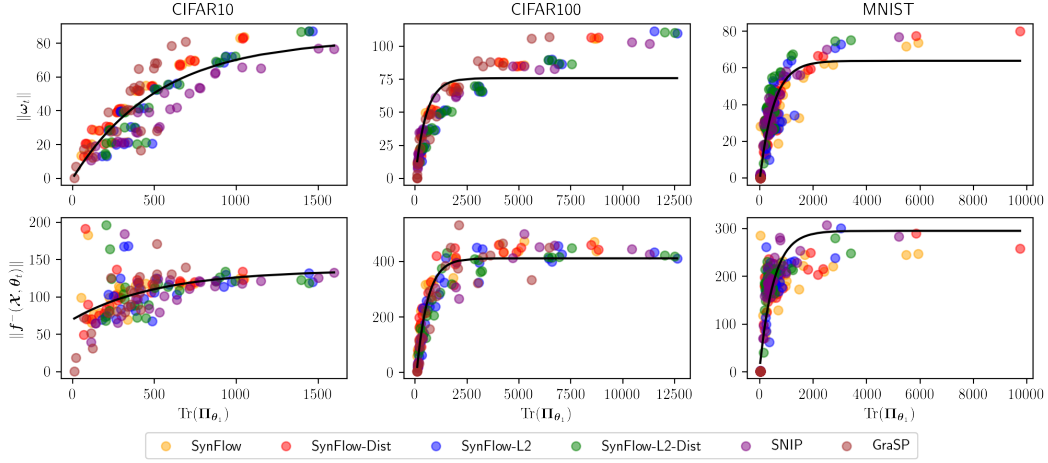 CIFAR10 CIFAR100 MNIST
||ω_t||
80
60
40
20
0
0 500 1000 1500
100
75
50
25
0
0 2500 5000 7500 10000 12500
80
60
40
20
0
0 2000 4000 6000 8000 10000
||f⁻(𝒳, θ_t)||
200
150
100
50
0
0 500 1000 1500
400
200
0
0 2500 5000 7500 10000 12500
300
200
100
0
0 2000 4000 6000 8000 10000
Tr(Π_θ₁) Tr(Π_θ₁) Tr(Π_θ₁)
SynFlow SynFlow-Dist SynFlow-L2 SynFlow-L2-Dist SNIP GraSP